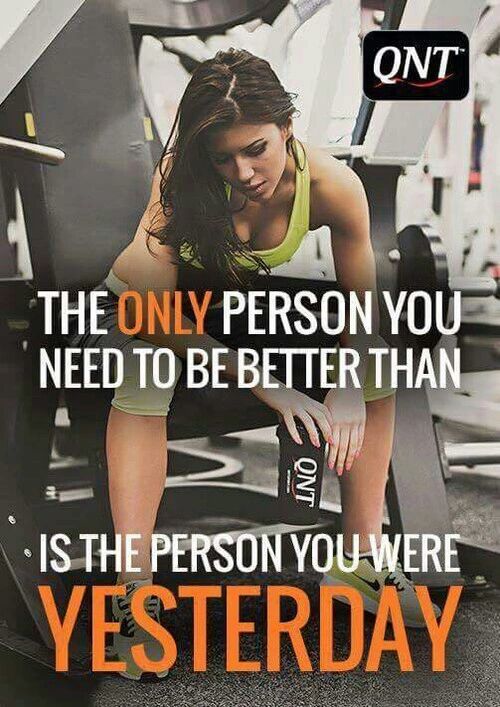 QNT
THE ONLY PERSON YOU
NEED TO BE BETTER THAN
QNT
IS THE PERSON YOU WERE
YESTERDAY